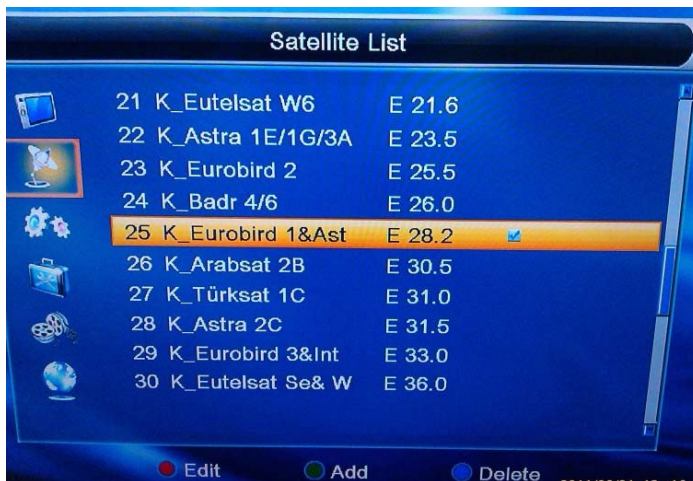 Satellite List
21 K_Eutelsat W6 E 21.6
22 K_Astra 1E/1G/3A E 23.5
23 K_Eurobird 2 E 25.5
24 K_Badr 4/6 E 26.0
25 K_Eurobird 1&Ast E 28.2
26 K_Arabsat 2B E 30.5
27 K_Türksat 1C E 31.0
28 K_Astra 2C E 31.5
29 K_Eurobird 3&Int E 33.0
30 K_Eutelsat Se& W E 36.0
Edit Add Delete